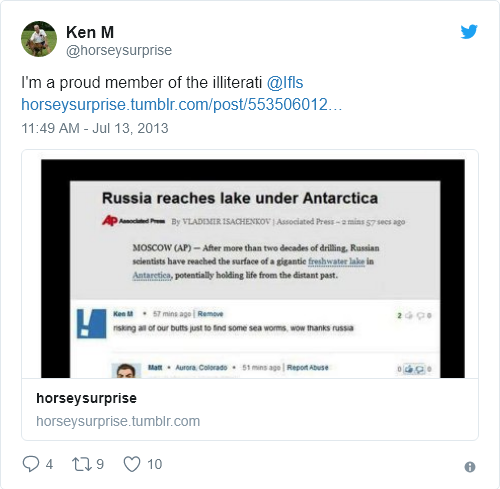 Ken M
@horseysurprise
I'm a proud member of the illiterati @Ifls
horseysurprise.tumblr.com/post/553506012…
11:49 AM - Jul 13, 2013
Russia reaches lake under Antarctica
AP Associated Press By VLADIMIR ISACHENKOV | Associated Press – 2 mins 57 secs ago
MOSCOW (AP) — After more than two decades of drilling, Russian
scientists have reached the surface of a gigantic freshwater lake in
Antarctica, potentially holding life from the distant past.
Ken M • 57 mins ago | Remove 2 0
risking all of our butts just to find some sea worms. wow thanks russia
Matt • Aurora, Colorado • 51 mins ago | Report Abuse 0 0
horseysurprise
horseysurprise.tumblr.com
4 9 10